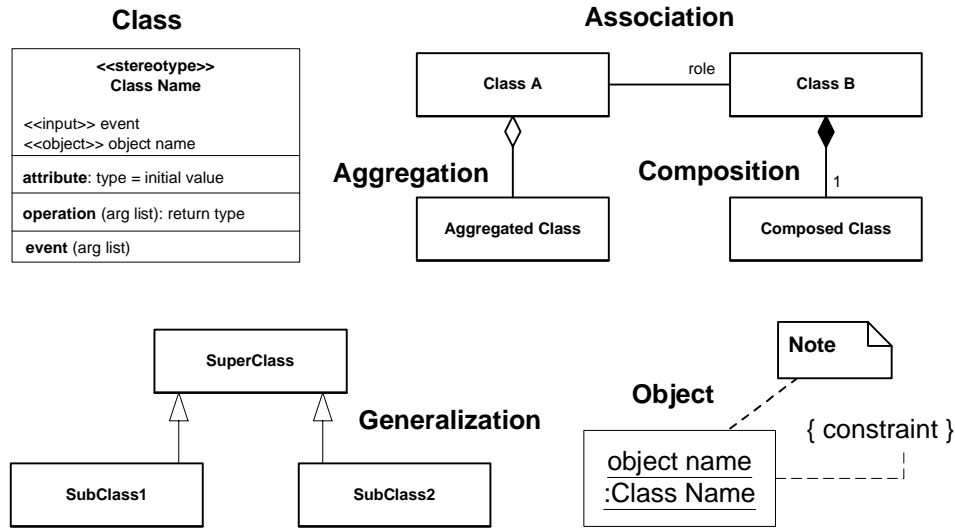 Class
<<stereotype>>
Class Name
<<input>> event
<<object>> object name
attribute: type = initial value
operation (arg list): return type
event (arg list)
Association
Class A
role
Class B
Aggregation
Composition
1
Aggregated Class
Composed Class
SuperClass
Generalization
SubClass1
SubClass2
Note
Object
{ constraint }
object name
:Class Name